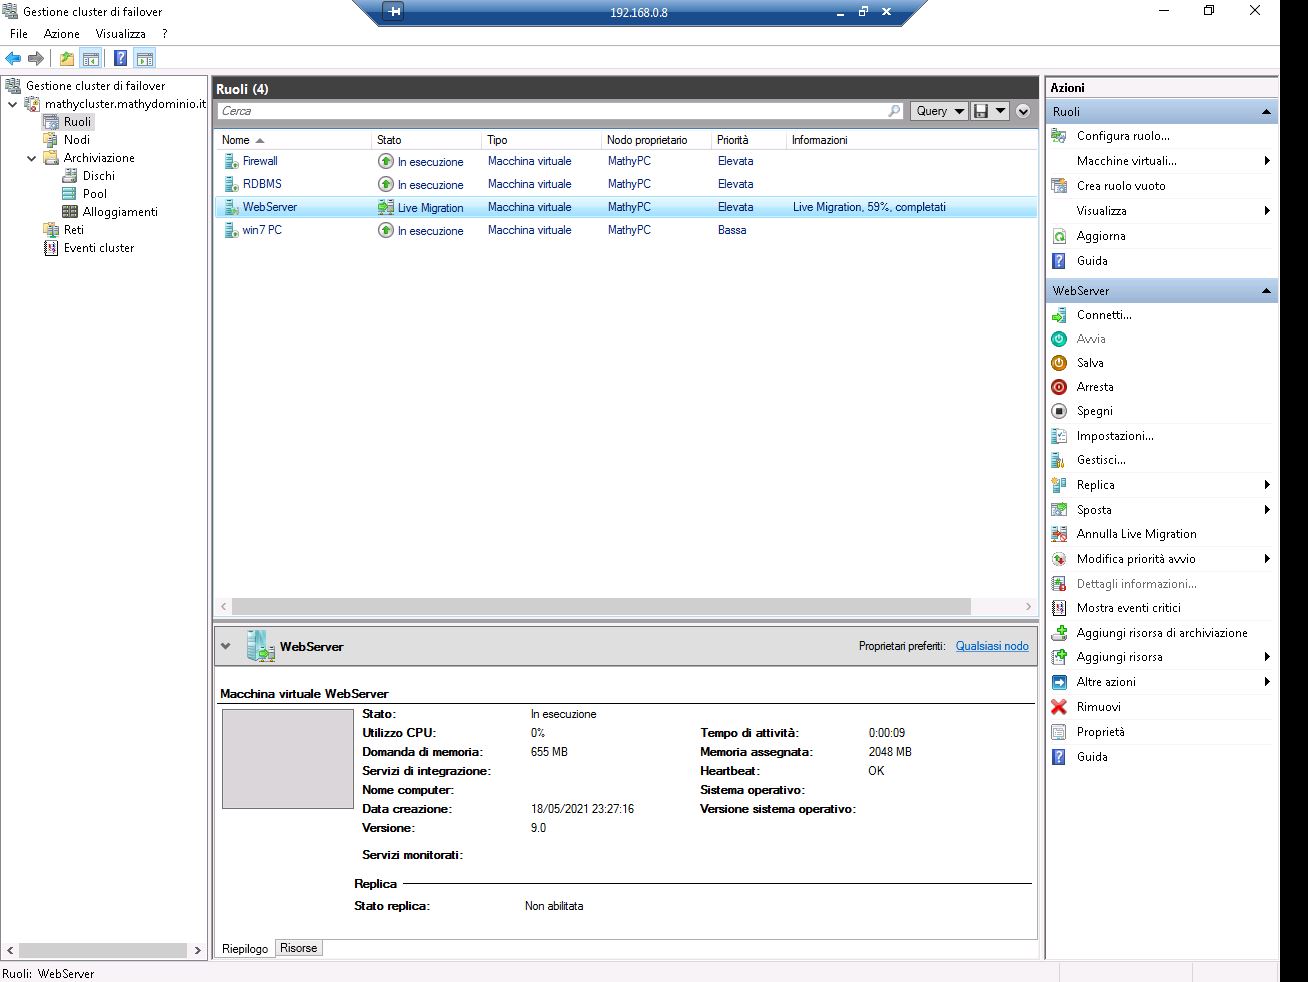 Gestione cluster di failover
192.168.0.8
File Azione Visualizza ?
Gestione cluster di failover
mathycluster.mathydominio.it
Ruoli
Nodi
Archiviazione
Dischi
Pool
Alloggiamenti
Reti
Eventi cluster
Ruoli (4)
Cerca
Query
Nome Stato Tipo Nodo proprietario Priorità Informazioni
Firewall In esecuzione Macchina virtuale MathyPC Elevata
RDBMS In esecuzione Macchina virtuale MathyPC Elevata
WebServer Live Migration Macchina virtuale MathyPC Elevata Live Migration, 59%, completati
win7 PC In esecuzione Macchina virtuale MathyPC Bassa
WebServer Proprietari preferiti: Qualsiasi nodo
Macchina virtuale WebServer
Stato: In esecuzione
Utilizzo CPU: 0% Tempo di attività: 0:00:09
Domanda di memoria: 655 MB Memoria assegnata: 2048 MB
Servizi di integrazione: Heartbeat: OK
Nome computer: Sistema operativo:
Data creazione: 18/05/2021 23:27:16 Versione sistema operativo:
Versione: 9.0
Servizi monitorati:
Replica
Stato replica: Non abilitata
Riepilogo Risorse
Azioni
Ruoli
Configura ruolo...
Macchine virtuali...
Crea ruolo vuoto
Visualizza
Aggiorna
Guida
WebServer
Connetti...
Avvia
Salva
Arresta
Spegni
Impostazioni...
Gestisci...
Replica
Sposta
Annulla Live Migration
Modifica priorità avvio
Dettagli informazioni...
Mostra eventi critici
Aggiungi risorsa di archiviazione
Aggiungi risorsa
Altre azioni
Rimuovi
Proprietà
Guida
Ruoli: WebServer